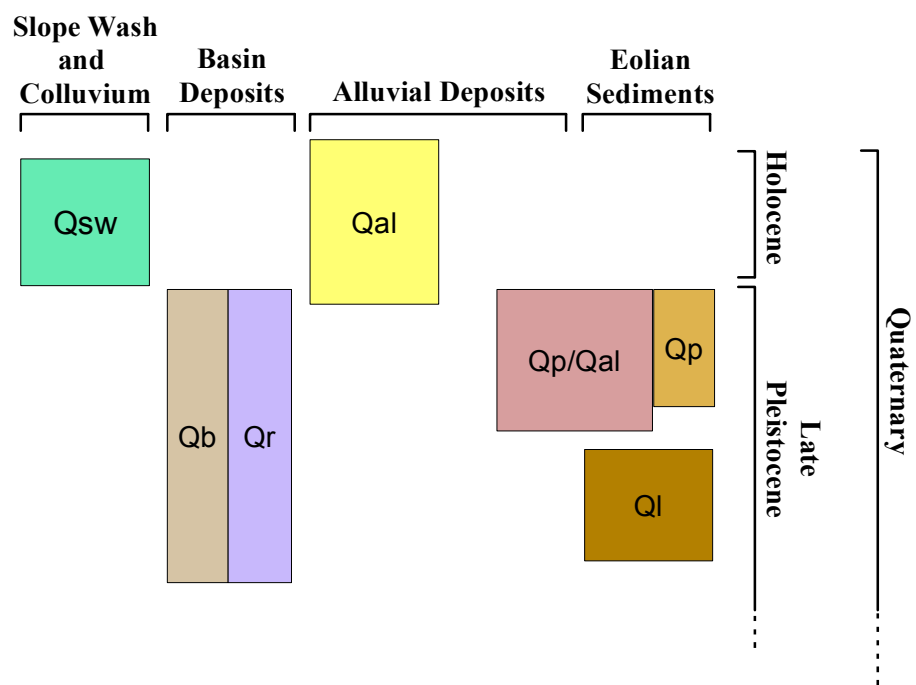 Slope Wash
and
Colluvium
Basin
Deposits
Alluvial Deposits
Eolian
Sediments
Qsw
Qal
Holocene
Qb
Qr
Qp/Qal
Qp
Ql
Late
Pleistocene
Quaternary